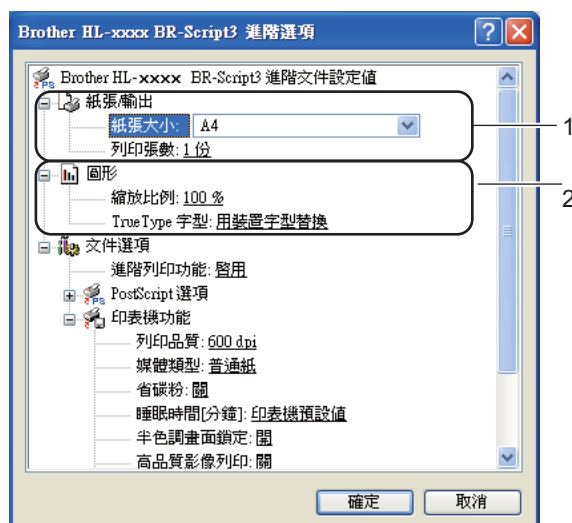 Brother HL-xxxx BR-Script3 進階選項
Brother HL-xxxx BR-Script3 進階文件設定值
紙張/輸出
紙張大小: A4
1
列印張數: 1 份
圖形
2
縮放比例: 100 %
TrueType 字型: 用裝置字型替換
文件選項
進階列印功能: 啓用
PostScript 選項
印表機功能
列印品質: 600 dpi
媒體類型: 普通紙
省碳粉: 關
睡眠時間[分鐘]: 印表機預設值
半色調畫面鎖定: 開
高品質影像列印: 關
確定 取消